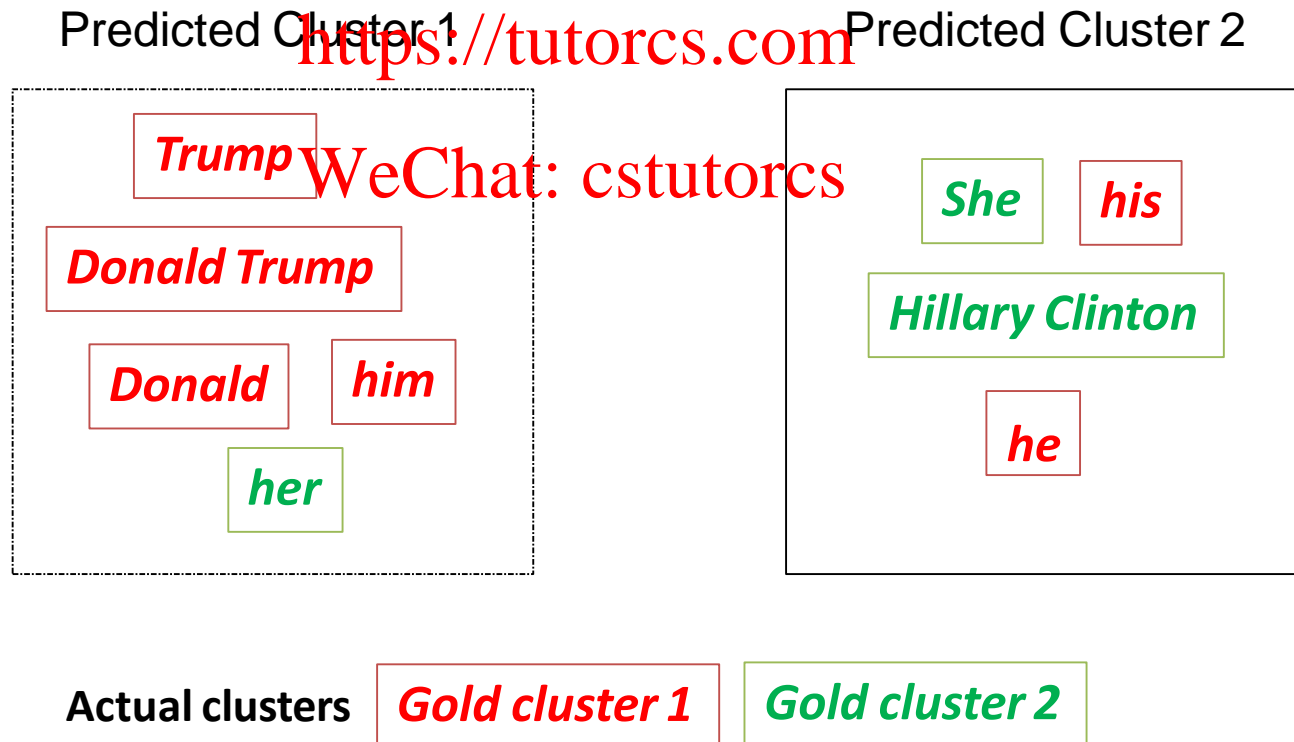 Predicted Cluster 1
https://tutorcs.com
Predicted Cluster 2
Trump
WeChat: cstutorcs
Donald Trump
Donald
him
her
She
his
Hillary Clinton
he
Actual clusters
Gold cluster 1
Gold cluster 2